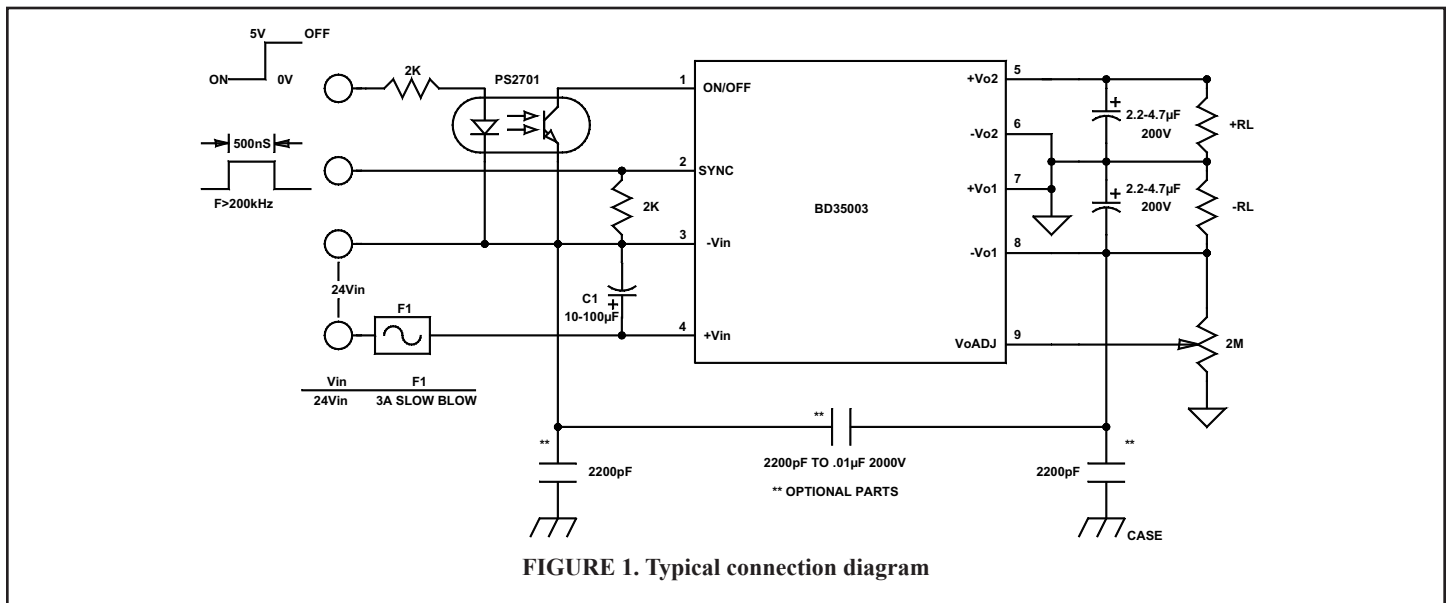 5V OFF
ON 0V
2K
PS2701
500nS
F>200kHz
24Vin
F1
Vin F1
24Vin 3A SLOW BLOW
2K
C1
10-100µF
+
1 ON/OFF
2 SYNC
3 -Vin
4 +Vin
BD35003
+Vo2 5
-Vo2 6
+Vo1 7
-Vo1 8
VoADJ 9
+
2.2-4.7µF
200V
+RL
+
2.2-4.7µF
200V
-RL
2M
**
2200pF
**
2200pF TO .01µF 2000V
** OPTIONAL PARTS
**
2200pF
CASE
FIGURE 1. Typical connection diagram